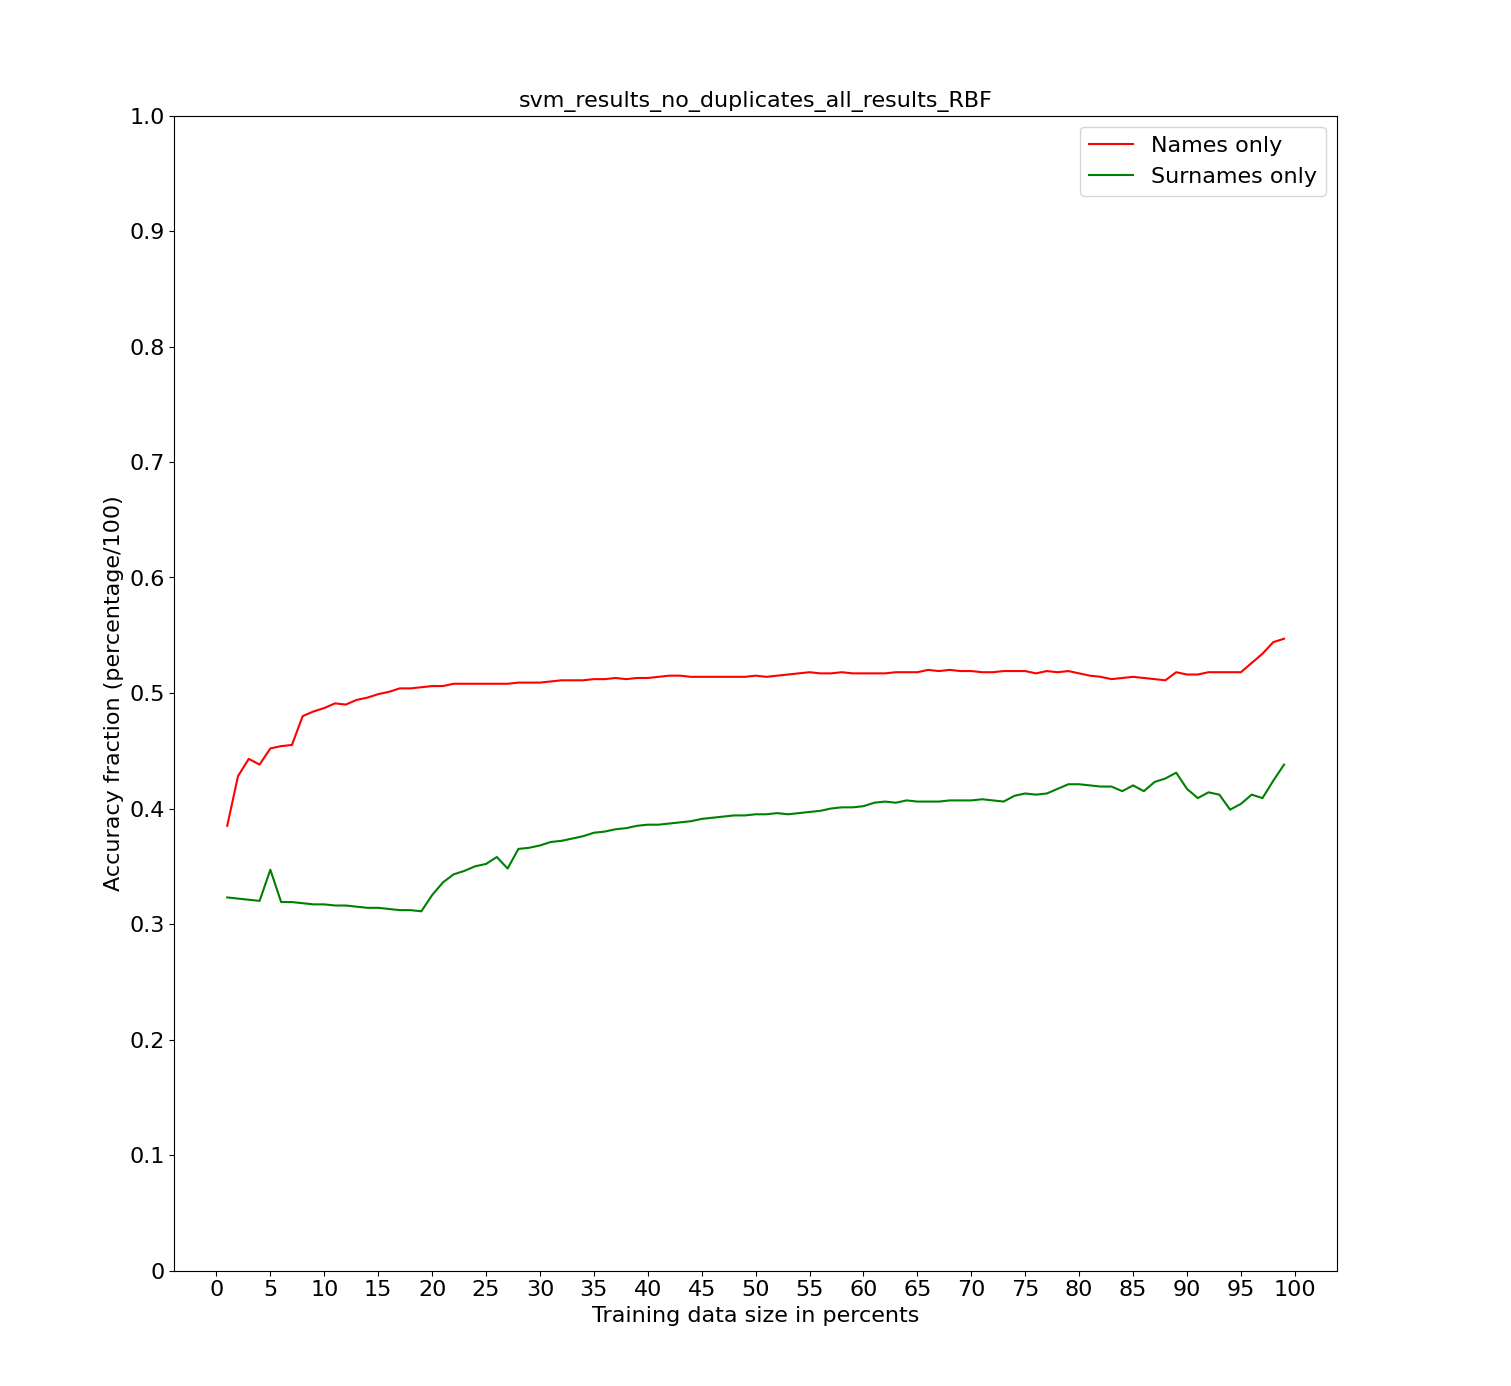 svm_results_no_duplicates_all_results_RBF
Names only
Surnames only
1.0
0.9
0.8
0.7
0.6
0.5
0.4
0.3
0.2
0.1
0
Accuracy fraction (percentage/100)
0 5 10 15 20 25 30 35 40 45 50 55 60 65 70 75 80 85 90 95 100
Training data size in percents